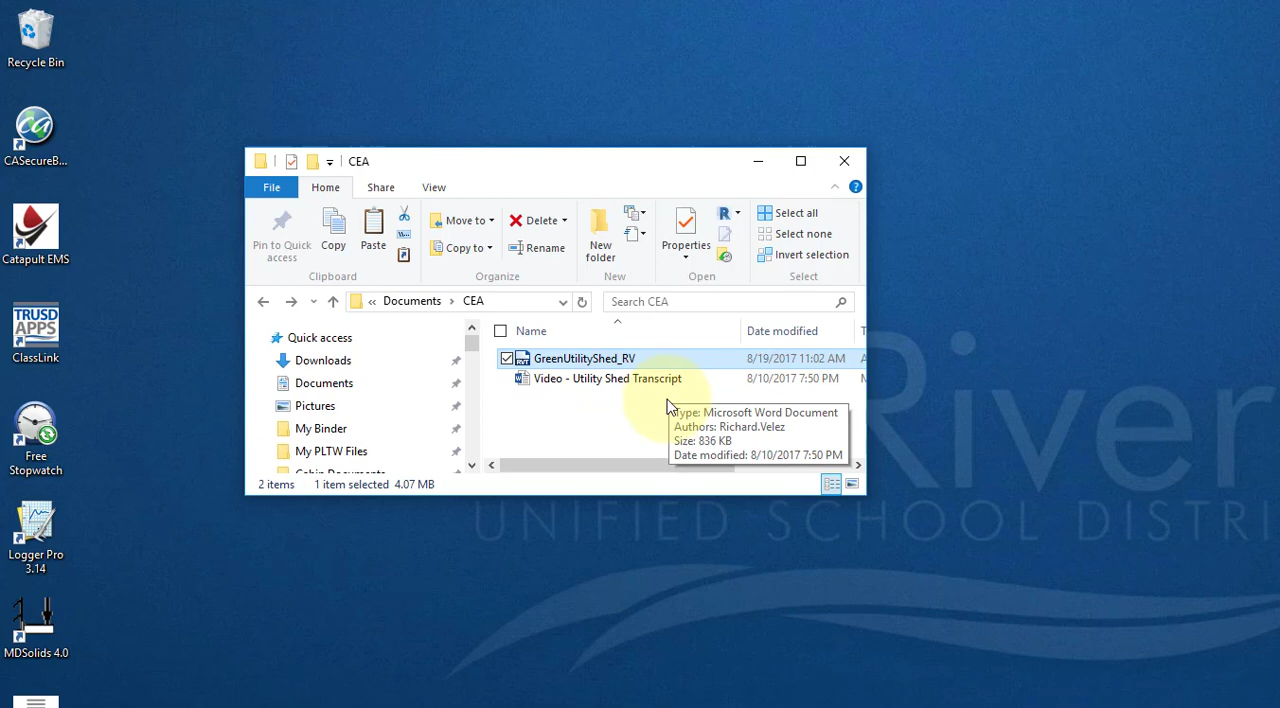 Recycle Bin
CASecureB...
Catapult EMS
TRUSD
APPS
ClassLink
Free
Stopwatch
Logger Pro
3.14
MDSolids 4.0
CEA
File
Home
Share
View
Pin to Quick
access
Copy
Paste
Clipboard
Move to
Copy to
Delete
Rename
Organize
New
folder
New
Properties
Open
Select all
Select none
Invert selection
Select
« Documents > CEA
Search CEA
Quick access
Downloads
Documents
Pictures
My Binder
My PLTW Files
Cabin Documents
Name
Date modified
GreenUtilityShed_RV
8/19/2017 11:02 AM
Video - Utility Shed Transcript
8/10/2017 7:50 PM
Type: Microsoft Word Document
Authors: Richard.Velez
Size: 836 KB
Date modified: 8/10/2017 7:50 PM
2 items
1 item selected 4.07 MB
River
UNIFIED SCHOOL DISTRI